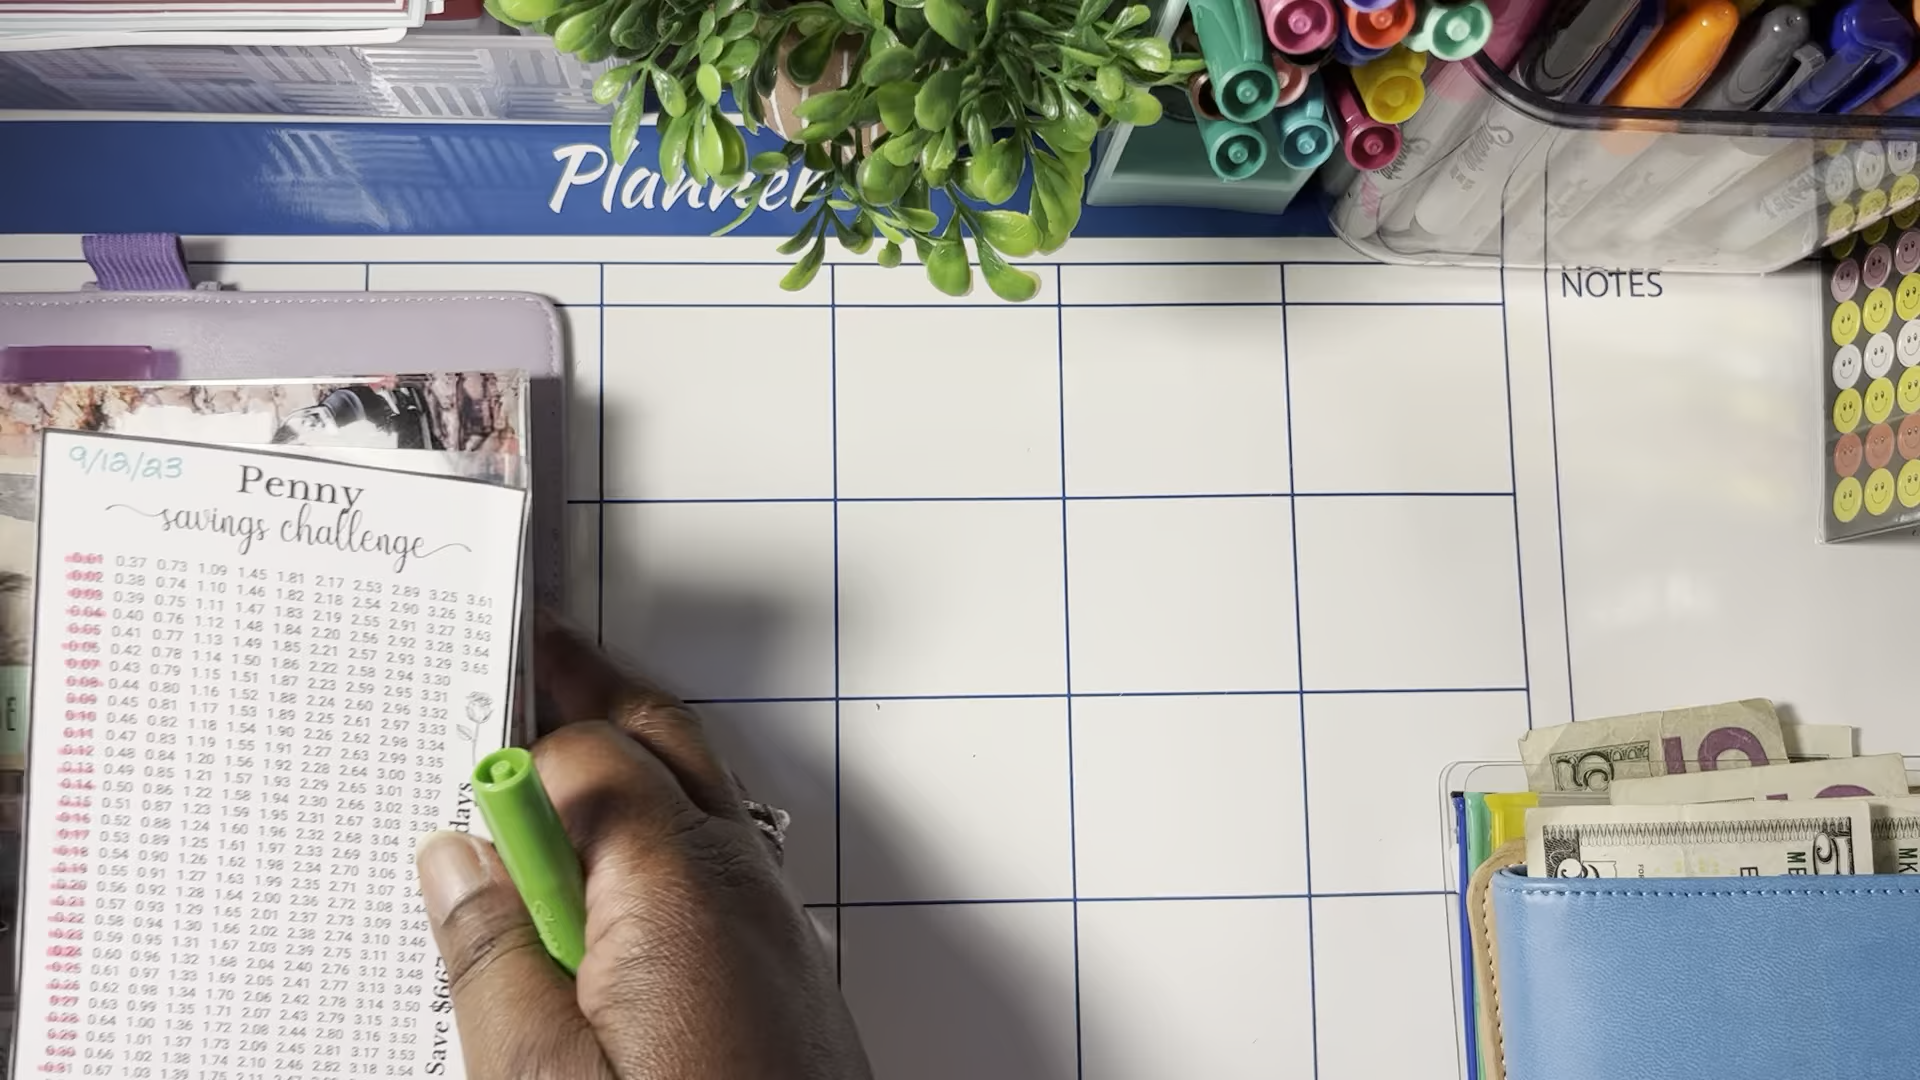 Planner
NOTES
9/12/23
Penny
savings challenge
0.01 0.37 0.73 1.09 1.45 1.81 2.17 2.53 2.89 3.25 3.61
0.02 0.38 0.74 1.10 1.46 1.82 2.18 2.54 2.90 3.26 3.62
0.03 0.39 0.75 1.11 1.47 1.83 2.19 2.55 2.91 3.27 3.63
0.04 0.40 0.76 1.12 1.48 1.84 2.20 2.56 2.92 3.28 3.64
0.05 0.41 0.77 1.13 1.49 1.85 2.21 2.57 2.93 3.29 3.65
0.06 0.42 0.78 1.14 1.50 1.86 2.22 2.58 2.94 3.30
0.07 0.43 0.79 1.15 1.51 1.87 2.23 2.59 2.95 3.31
0.08 0.44 0.80 1.16 1.52 1.88 2.24 2.60 2.96 3.32
0.09 0.45 0.81 1.17 1.53 1.89 2.25 2.61 2.97 3.33
0.10 0.46 0.82 1.18 1.54 1.90 2.26 2.62 2.98 3.34
0.11 0.47 0.83 1.19 1.55 1.91 2.27 2.63 2.99 3.35
0.12 0.48 0.84 1.20 1.56 1.92 2.28 2.64 3.00 3.36
0.13 0.49 0.85 1.21 1.57 1.93 2.29 2.65 3.01 3.37
0.14 0.50 0.86 1.22 1.58 1.94 2.30 2.66 3.02 3.38
0.15 0.51 0.87 1.23 1.59 1.95 2.31 2.67 3.03 3.39
0.16 0.52 0.88 1.24 1.60 1.96 2.32 2.68 3.04
0.17 0.53 0.89 1.25 1.61 1.97 2.33 2.69 3.05
0.18 0.54 0.90 1.26 1.62 1.98 2.34 2.70 3.06
0.19 0.55 0.91 1.27 1.63 1.99 2.35 2.71 3.07
0.20 0.56 0.92 1.28 1.64 2.00 2.36 2.72 3.08
0.21 0.57 0.93 1.29 1.65 2.01 2.37 2.73 3.09 3.45
0.22 0.58 0.94 1.30 1.66 2.02 2.38 2.74 3.10 3.46
0.23 0.59 0.95 1.31 1.67 2.03 2.39 2.75 3.11 3.47
0.24 0.60 0.96 1.32 1.68 2.04 2.40 2.76 3.12 3.48
0.25 0.61 0.97 1.33 1.69 2.05 2.41 2.77 3.13 3.49
0.26 0.62 0.98 1.34 1.70 2.06 2.42 2.78 3.14 3.50
0.27 0.63 0.99 1.35 1.71 2.07 2.43 2.79 3.15 3.51
0.28 0.64 1.00 1.36 1.72 2.08 2.44 2.80 3.16 3.52
0.29 0.65 1.01 1.37 1.73 2.09 2.45 2.81 3.17 3.53
0.30 0.66 1.02 1.38 1.74 2.10 2.46 2.82 3.18 3.54
0.31 0.67 1.03 1.39 1.75 2.11
Save $667
days
5
10
5